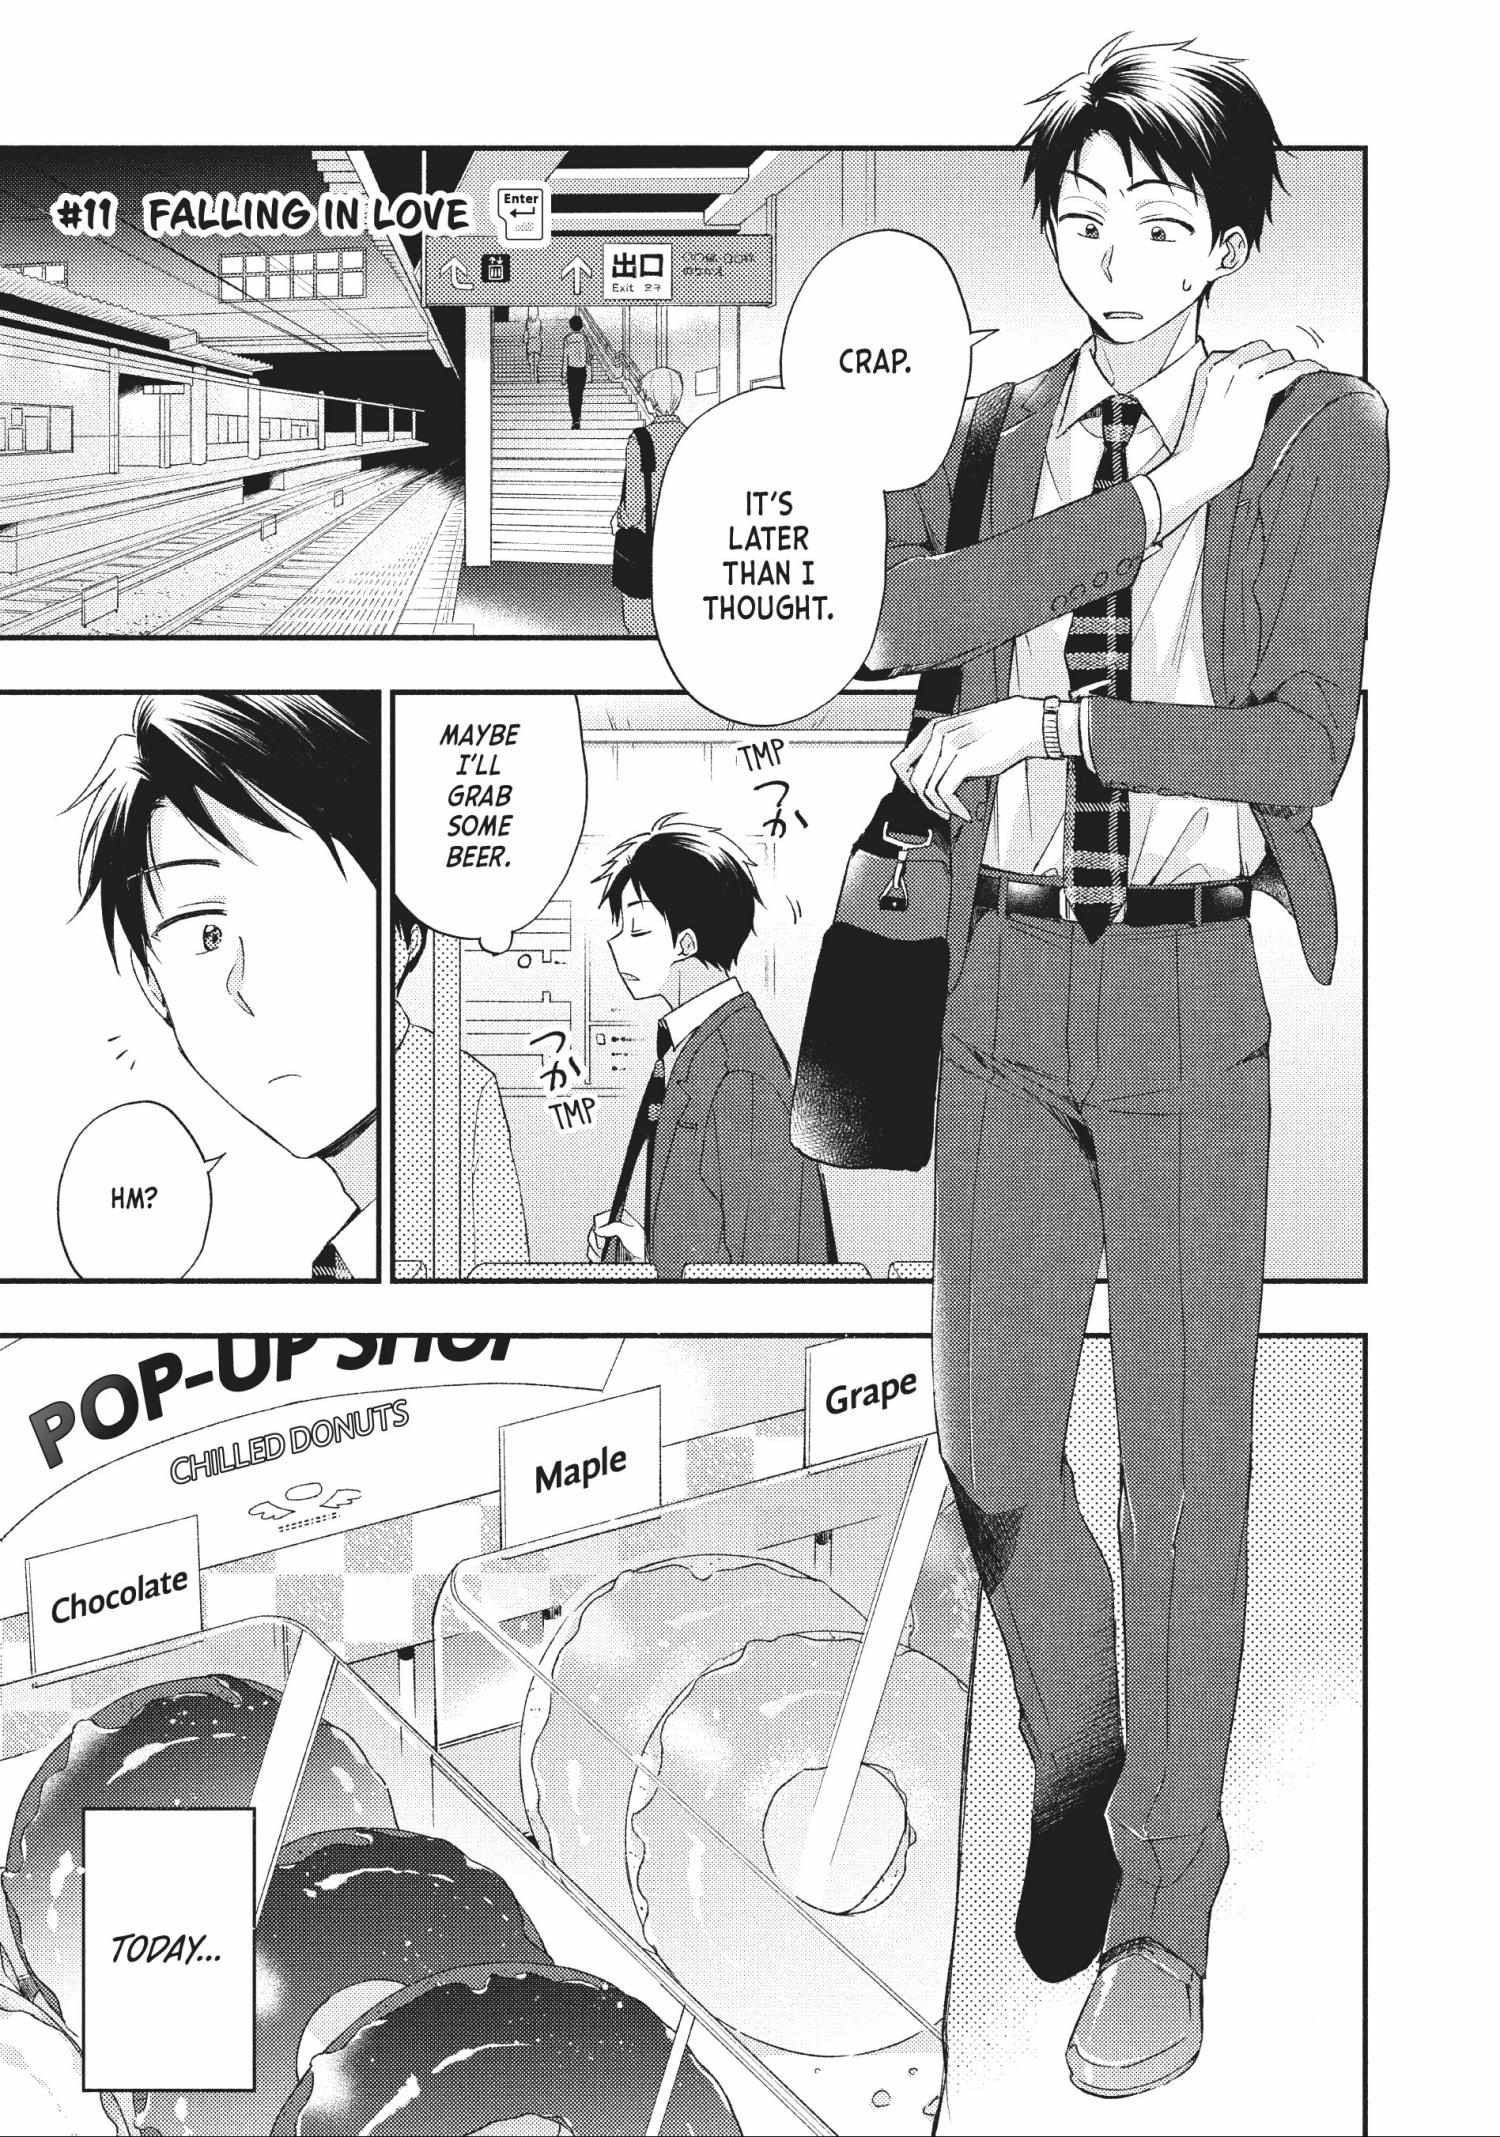 #11 FALLING IN LOVE
Enter
出口
Exit
CRAP.
IT'S
LATER
THAN I
THOUGHT.
MAYBE
I'LL
GRAB
SOME
BEER.
TMP
つか
つか
TMP
HM?
POP-UP SHOP
CHILLED DONUTS
Grape
Maple
Chocolate
TODAY...